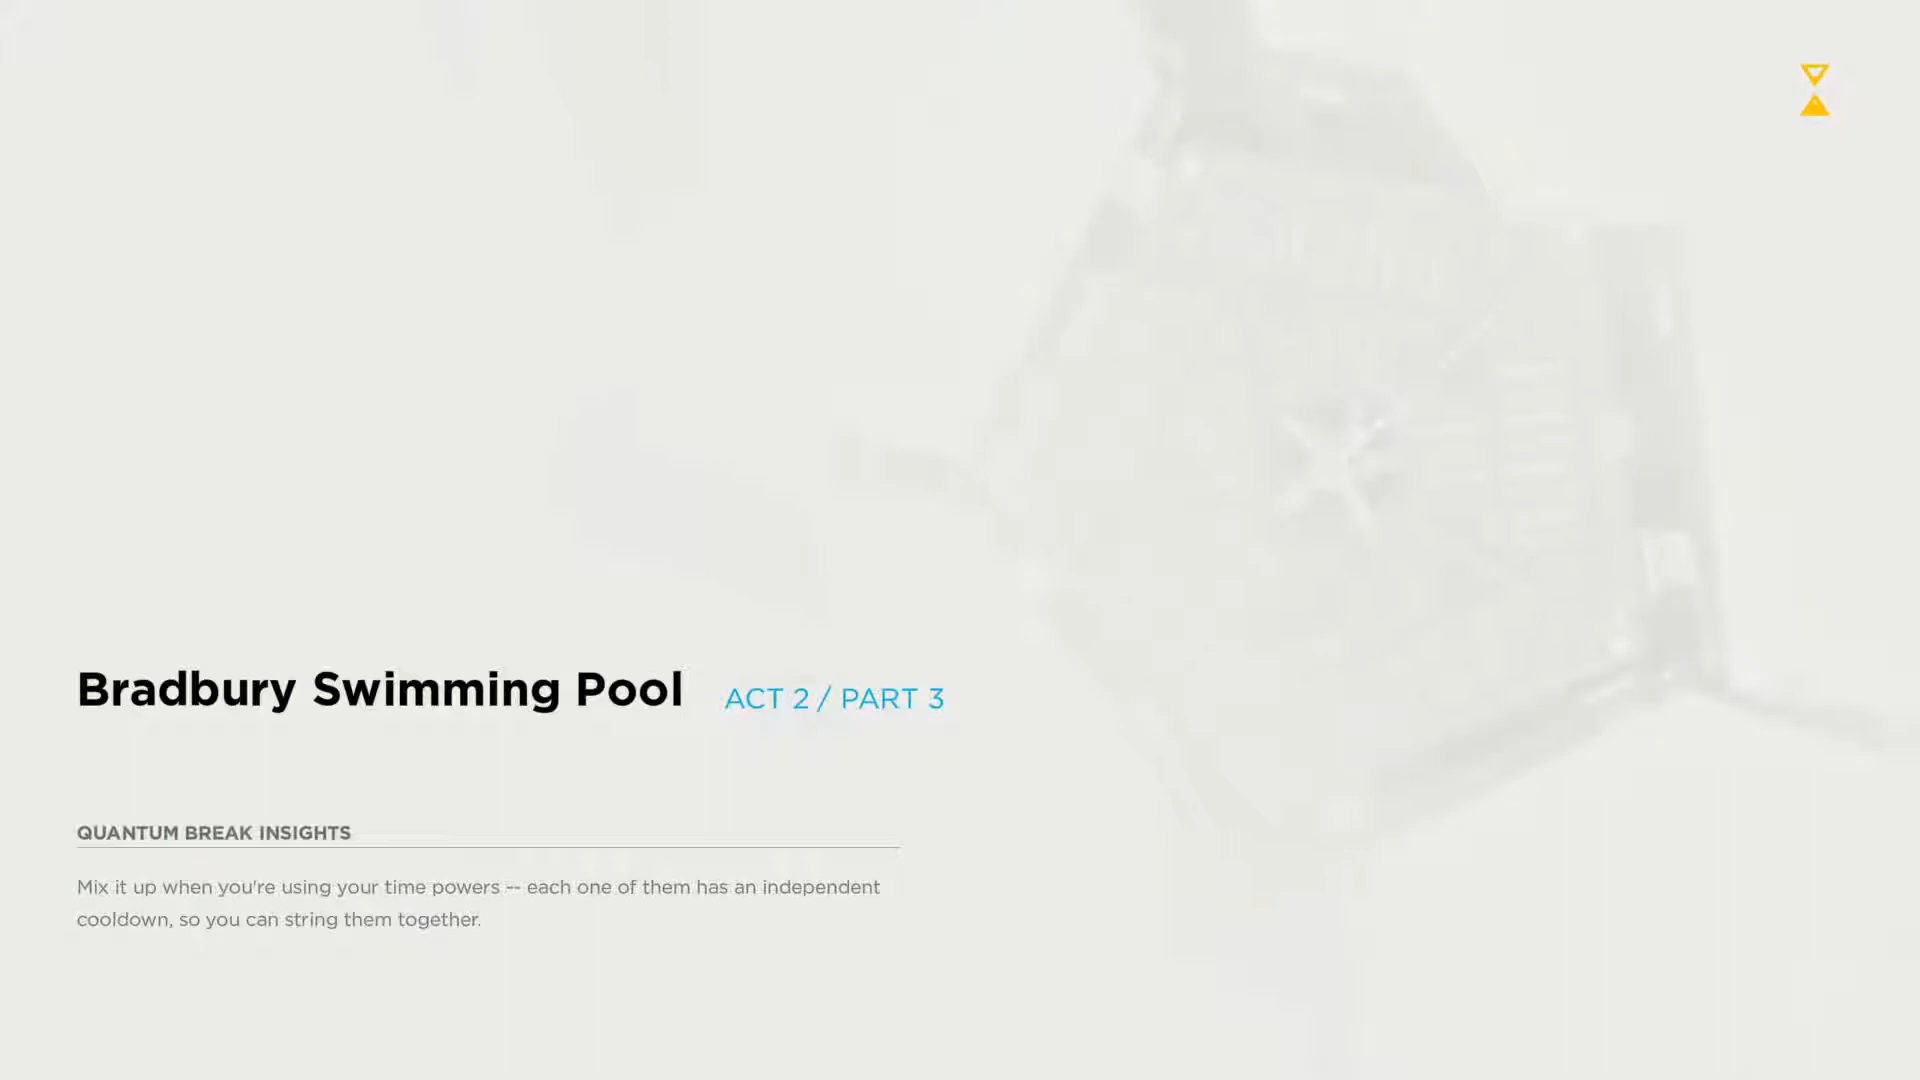 Bradbury Swimming Pool ACT 2 / PART 3
QUANTUM BREAK INSIGHTS
Mix it up when you're using your time powers -- each one of them has an independent
cooldown, so you can string them together.